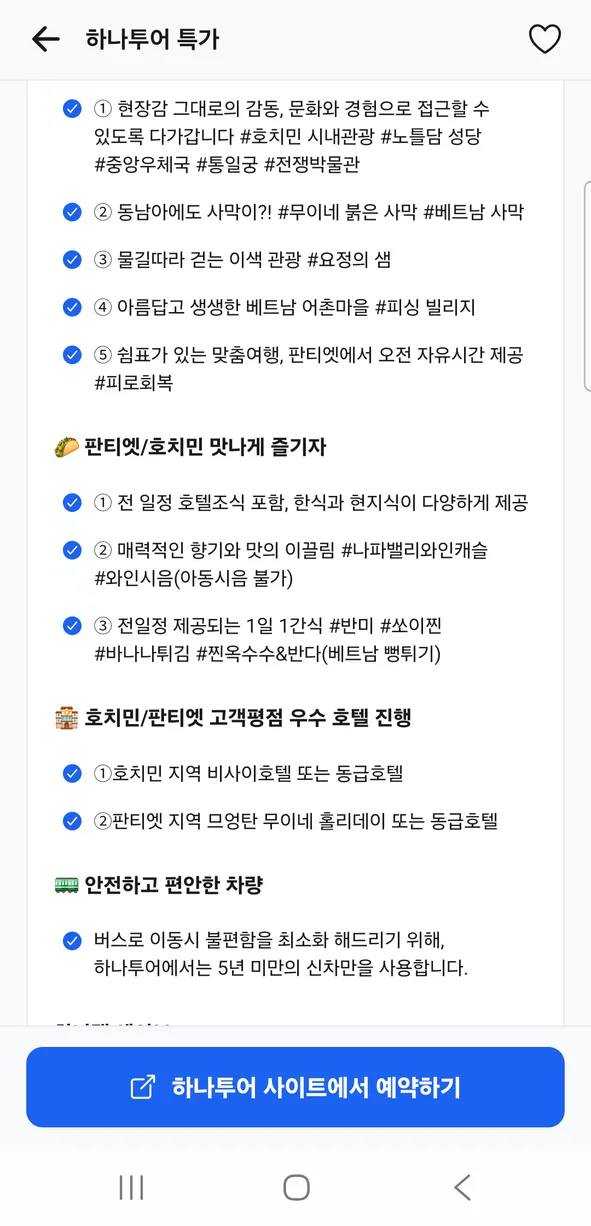 하나투어 특가
① 현장감 그대로의 감동, 문화와 경험으로 접근할 수
있도록 다가갑니다 #호치민 시내관광 #노틀담 성당
#중앙우체국 #통일궁 #전쟁박물관
② 동남아에도 사막이?! #무이네 붉은 사막 #베트남 사막
③ 물길따라 걷는 이색 관광 #요정의 샘
④ 아름답고 생생한 베트남 어촌마을 #피싱 빌리지
⑤ 쉼표가 있는 맞춤여행, 판티엣에서 오전 자유시간 제공
#피로회복
판티엣/호치민 맛나게 즐기자
① 전 일정 호텔조식 포함, 한식과 현지식이 다양하게 제공
② 매력적인 향기와 맛의 이끌림 #나파밸리와인캐슬
#와인시음(아동시음 불가)
③ 전일정 제공되는 1일 1간식 #반미 #쏘이찐
#바나나튀김 #찐옥수수&반다(베트남 뻥튀기)
호치민/판티엣 고객평점 우수 호텔 진행
①호치민 지역 비사이호텔 또는 동급호텔
②판티엣 지역 므엉탄 무이네 홀리데이 또는 동급호텔
안전하고 편안한 차량
버스로 이동시 불편함을 최소화 해드리기 위해,
하나투어에서는 5년 미만의 신차만을 사용합니다.
하나투어 사이트에서 예약하기